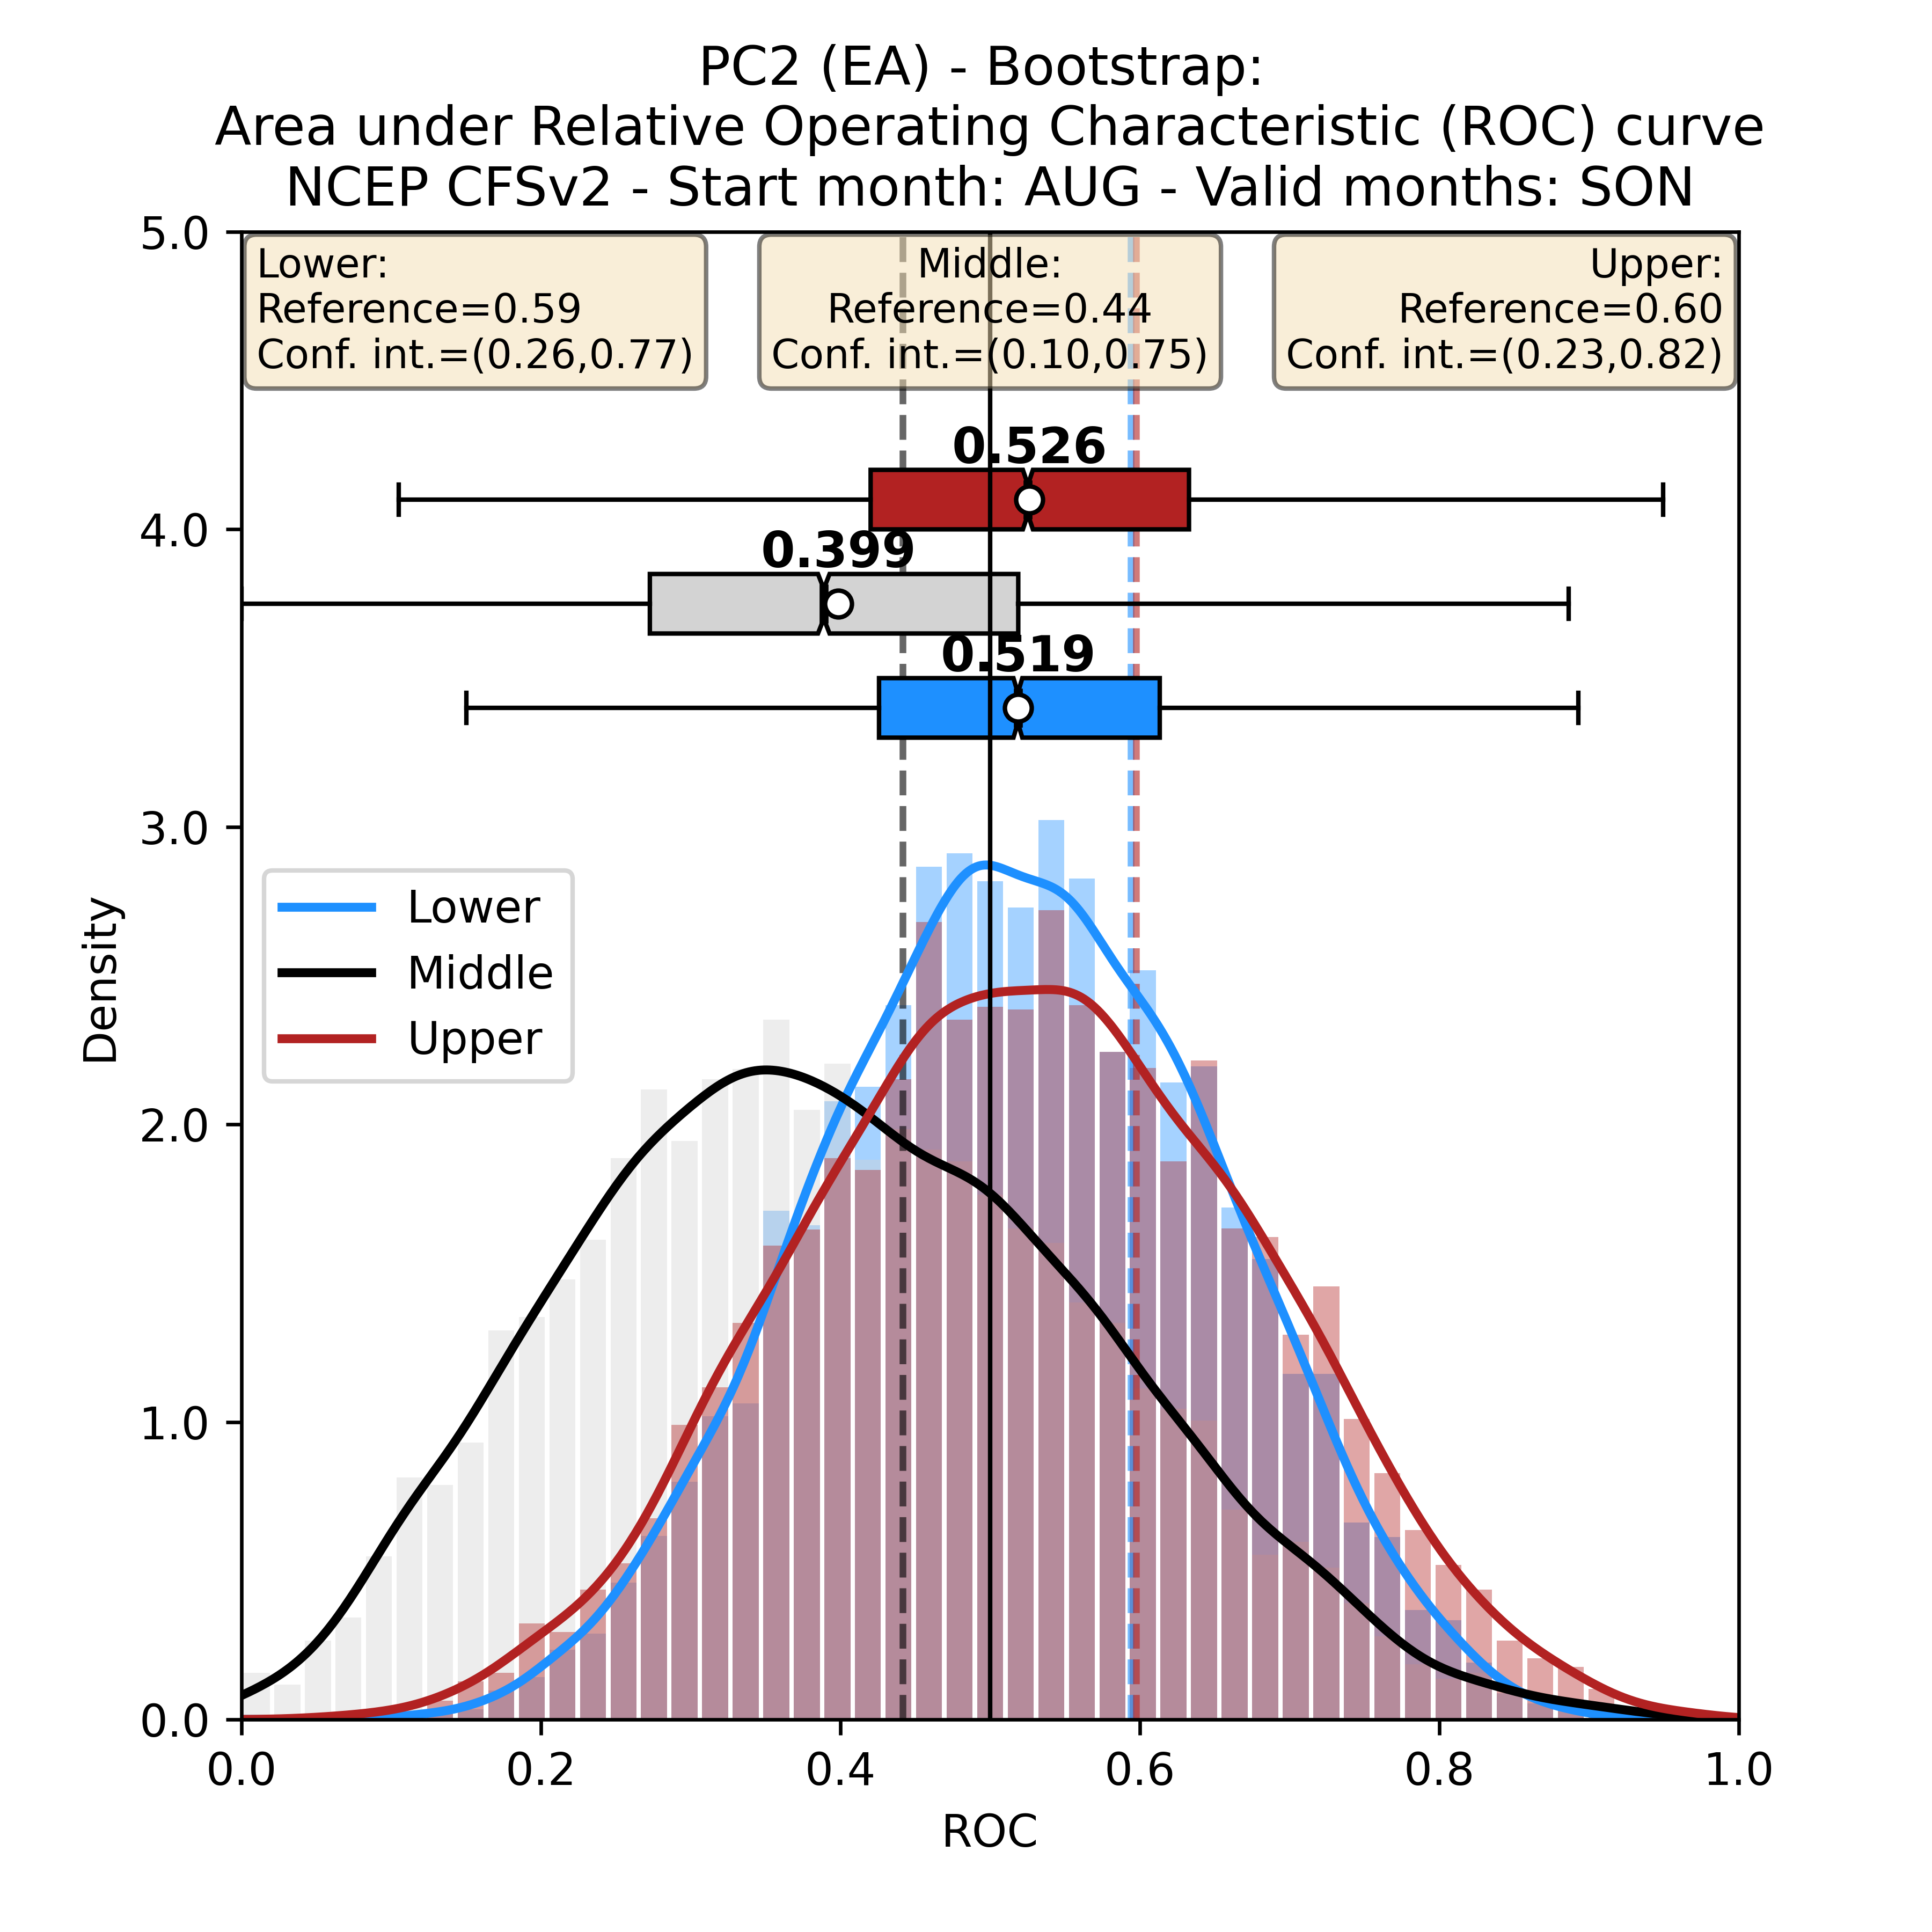 PC2 (EA) - Bootstrap:
Area under Relative Operating Characteristic (ROC) curve
NCEP CFSv2 - Start month: AUG - Valid months: SON
Lower:
Reference=0.59
Conf. int.=(0.26,0.77)
Middle:
Reference=0.44
Conf. int.=(0.10,0.75)
Upper:
Reference=0.60
Conf. int.=(0.23,0.82)
0.526
0.399
0.519
Lower
Middle
Upper
Density
5.0
4.0
3.0
2.0
1.0
0.0
0.0 0.2 0.4 0.6 0.8 1.0
ROC